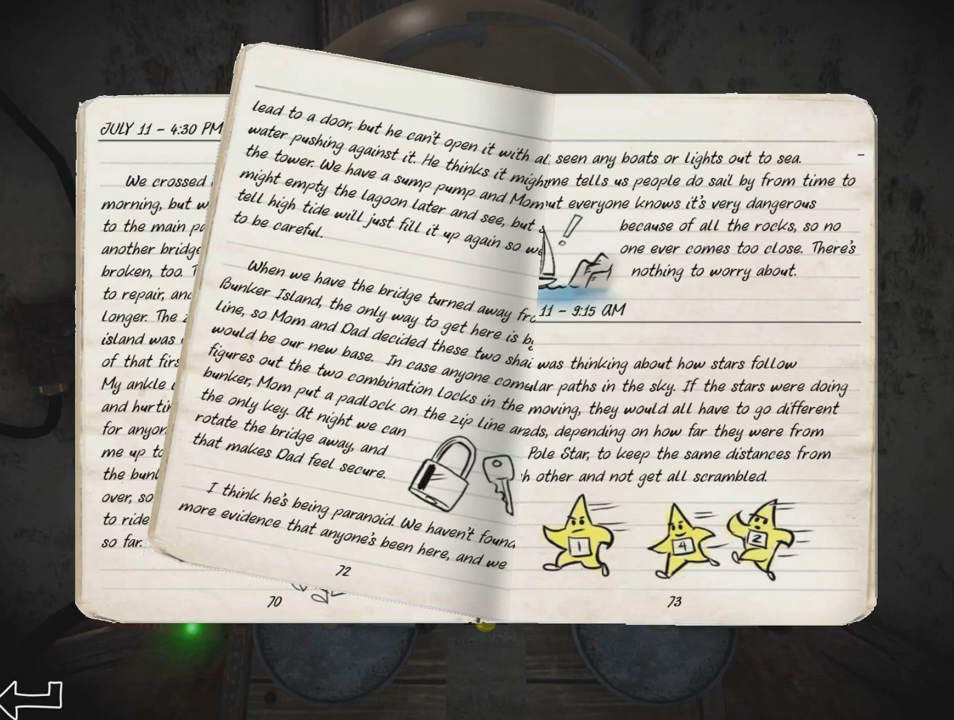 JULY 11 - 4:30 PM
We crossed
morning, but w
to the main pa
another bridge
broken, too. T
to repair, and
longer. The z
island was
of that firs
My ankle
and hurtin
for anyon
me up to
the bun
over, so
to ride
so far.
70
lead to a door, but he can't open it with
water pushing against it. He thinks it migh
the tower. We have a sump pump and Mom
might empty the lagoon later and see, but
tell high tide will just fill it up again so we
to be careful.
When we have the bridge turned away fro
Bunker Island, the only way to get here is by
line, so Mom and Dad decided these two
would be our new base. In case anyone
figures out the two combination locks in the
bunker, Mom put a padlock on the zip line
the only key. At night we can
rotate the bridge away, and
that makes Dad feel secure.
I think he's being paranoid. We haven't found
more evidence that anyone's been here, and we
72
seen any boats or lights out to sea.
me tells us people do sail by from time to
ut everyone knows it's very dangerous
because of all the rocks, so no
one ever comes too close. There's
nothing to worry about.
11 - 9:15 AM
was thinking about how stars follow
ular paths in the sky. If the stars were doing
moving, they would all have to go different
ds, depending on how far they were from
Pole Star, to keep the same distances from
h other and not get all scrambled.
1
4
2
73